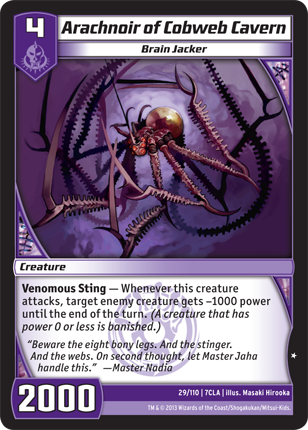 4
Arachnoir of Cobweb Cavern
Brain Jacker
Creature
Venomous Sting — Whenever this creature
attacks, target enemy creature gets –1000 power
until the end of the turn. (A creature that has
power 0 or less is banished.)
“Beware the eight bony legs. And the stinger.
And the webs. On second thought, let Master Jaha
handle this.” —Master Nadia
2000
29/110 | 7CLA | illus. Masaki Hirooka
TM & © 2013 Wizards of the Coast/Shogakukan/Mitsui-Kids.